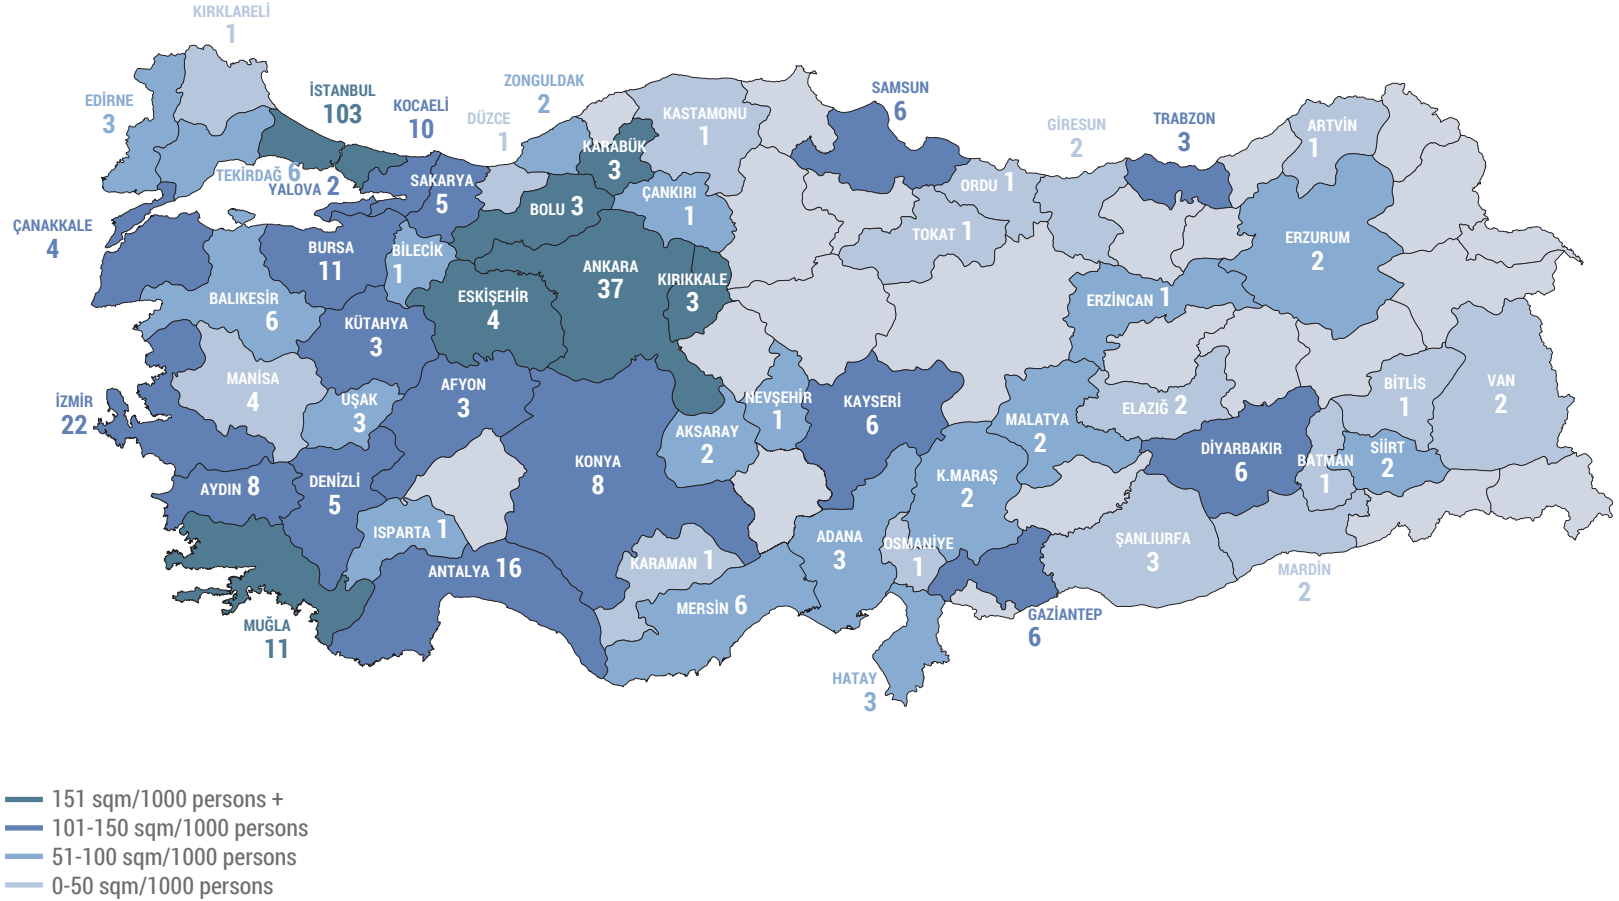 KIRKLARELİ
1
EDİRNE
3
İSTANBUL
103
KOCAELİ
10
ZONGULDAK
2
DÜZCE
1
KASTAMONU
1
KARABÜK
3
SAMSUN
6
GİRESUN
2
TRABZON
3
ARTVİN
1
TEKİRDAĞ 6
YALOVA 2
SAKARYA
5
BOLU 3
ÇANKIRI
1
ORDU 1
TOKAT 1
ÇANAKKALE
4
BURSA
11
BİLECİK
1
ANKARA
37
KIRIKKALE
3
ERZURUM
2
ERZİNCAN 1
BALIKESİR
6
ESKİŞEHİR
4
KÜTAHYA
3
MANİSA
4
UŞAK
3
AFYON
3
İZMİR
22
NEVŞEHİR
1
KAYSERİ
6
AKSARAY
2
MALATYA
2
ELAZIĞ 2
BİTLİS
1
VAN
2
DİYARBAKIR
6
BATMAN
1
SİİRT
2
AYDIN 8
DENİZLİ
5
KONYA
8
K.MARAŞ
2
ISPARTA 1
ADANA
3
OSMANİYE
1
ŞANLIURFA
3
MARDİN
2
ANTALYA 16
KARAMAN 1
MERSİN 6
MUĞLA
11
GAZİANTEP
6
HATAY
3
151 sqm/1000 persons +
101-150 sqm/1000 persons
51-100 sqm/1000 persons
0-50 sqm/1000 persons